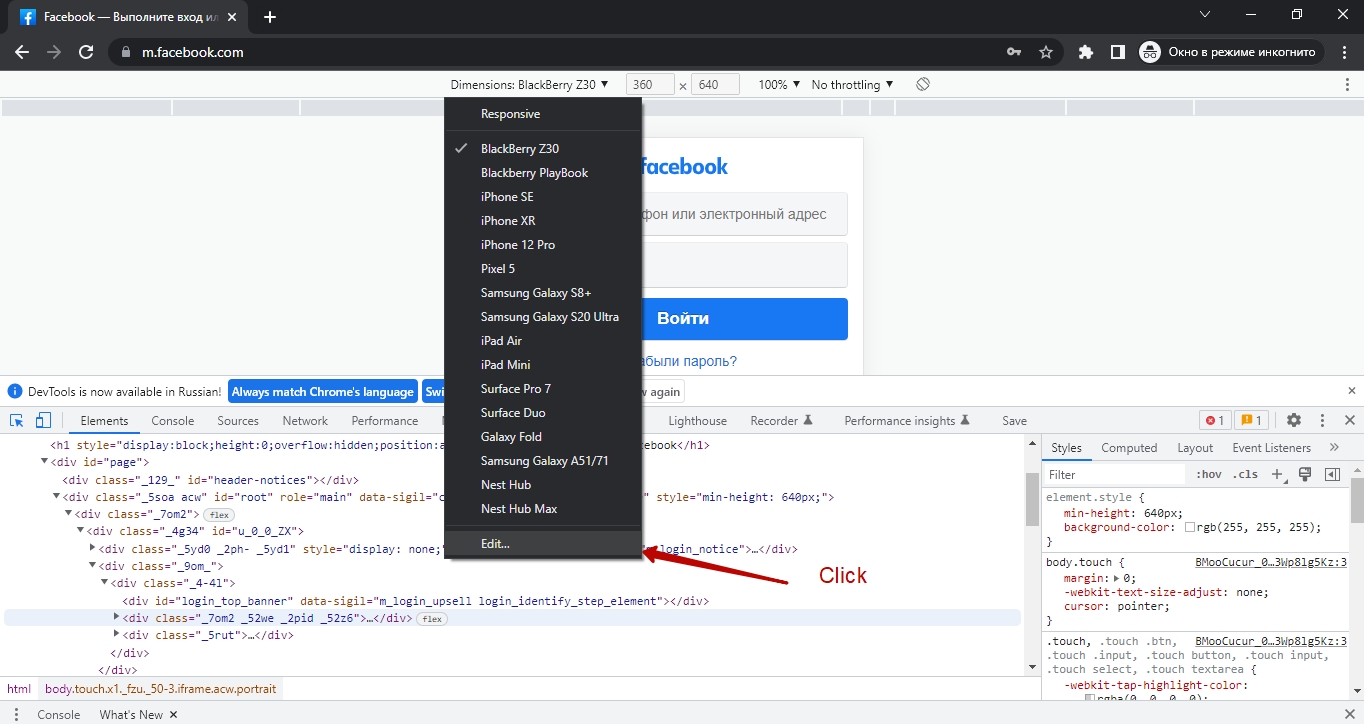 Facebook — Выполните вход ил
m.facebook.com
Окно в режиме инкогнито
Dimensions: BlackBerry Z30 ▼ 360 × 640 100% ▼ No throttling ▼
Responsive
BlackBerry Z30
Blackberry PlayBook
iPhone SE
iPhone XR
iPhone 12 Pro
Pixel 5
Samsung Galaxy S8+
Samsung Galaxy S20 Ultra
iPad Air
iPad Mini
Surface Pro 7
Surface Duo
Galaxy Fold
Samsung Galaxy A51/71
Nest Hub
Nest Hub Max
Edit...
Click
facebook
фон или электронный адрес
Войти
абыли пароль?
DevTools is now available in Russian! Always match Chrome's language Swi w again
Elements Console Sources Network Performance Lighthouse Recorder Performance insights Save 1 1
<h1 style="display:block;height:0;overflow:hidden;position:a ebook</h1>
▼<div id="page">
<div class="_129_" id="header-notices"></div>
▼<div class="_5soa acw" id="root" role="main" data-sigil="c " style="min-height: 640px;">
▼<div class="_7om2"> flex
▼<div class="_4g34" id="u_0_0_ZX">
▶<div class="_5yd0 _2ph- _5yd1" style="display: none;" login_notice">…</div>
▼<div class="_9om_">
▼<div class="_4-4l">
<div id="login_top_banner" data-sigil="m_login_upsell login_identify_step_element"></div>
▶<div class="_7om2 _52we _2pid _52z6">…</div> flex
▶<div class="_5rut">…</div>
</div>
</div>
html body.touch.x1._fzu._50-3.iframe.acw.portrait
Console What's New
Styles Computed Layout Event Listeners »
Filter :hov .cls +
element.style {
min-height: 640px;
background-color: rgb(255, 255, 255);
}
body.touch { BMooCucur_0…3Wp8lg5Kz:3
margin: ▶ 0;
-webkit-text-size-adjust: none;
cursor: pointer;
}
.touch, .touch .btn, BMooCucur_0…3Wp8lg5Kz:3
.touch .input, .touch button, .touch input,
.touch select, .touch textarea {
-webkit-tap-highlight-color:
rgba(0, 0, 0, 0);